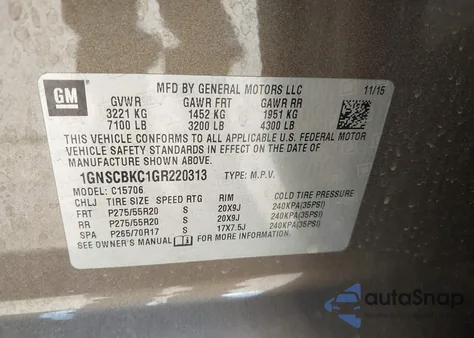 GM
MFD BY GENERAL MOTORS LLC
11/15
GVWR GAWR FRT GAWR RR
3221 KG 1452 KG 1951 KG
7100 LB 3200 LB 4300 LB
THIS VEHICLE CONFORMS TO ALL APPLICABLE U.S. FEDERAL MOTOR
VEHICLE SAFETY STANDARDS IN EFFECT ON THE DATE OF
MANUFACTURE SHOWN ABOVE.
1GNSCBKC1GR220313 TYPE: M.P.V.
MODEL: C15706
CHLJ TIRE SIZE SPEED RTG RIM COLD TIRE PRESSURE
FRT P275/55R20 S 20X9J 240KPA(35PSI)
RR P275/55R20 S 20X9J 240KPA(35PSI)
SPA P265/70R17 S 17X7.5J 240KPA(35PSI)
SEE OWNER'S MANUAL FOR MORE INFORMATION.
autoSnap